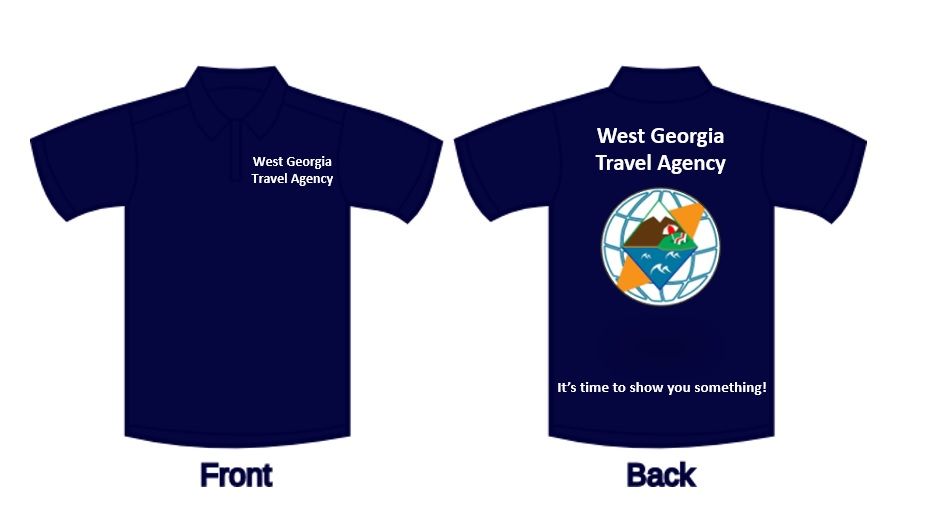 West Georgia
Travel Agency
West Georgia
Travel Agency
It's time to show you something!
Front
Back